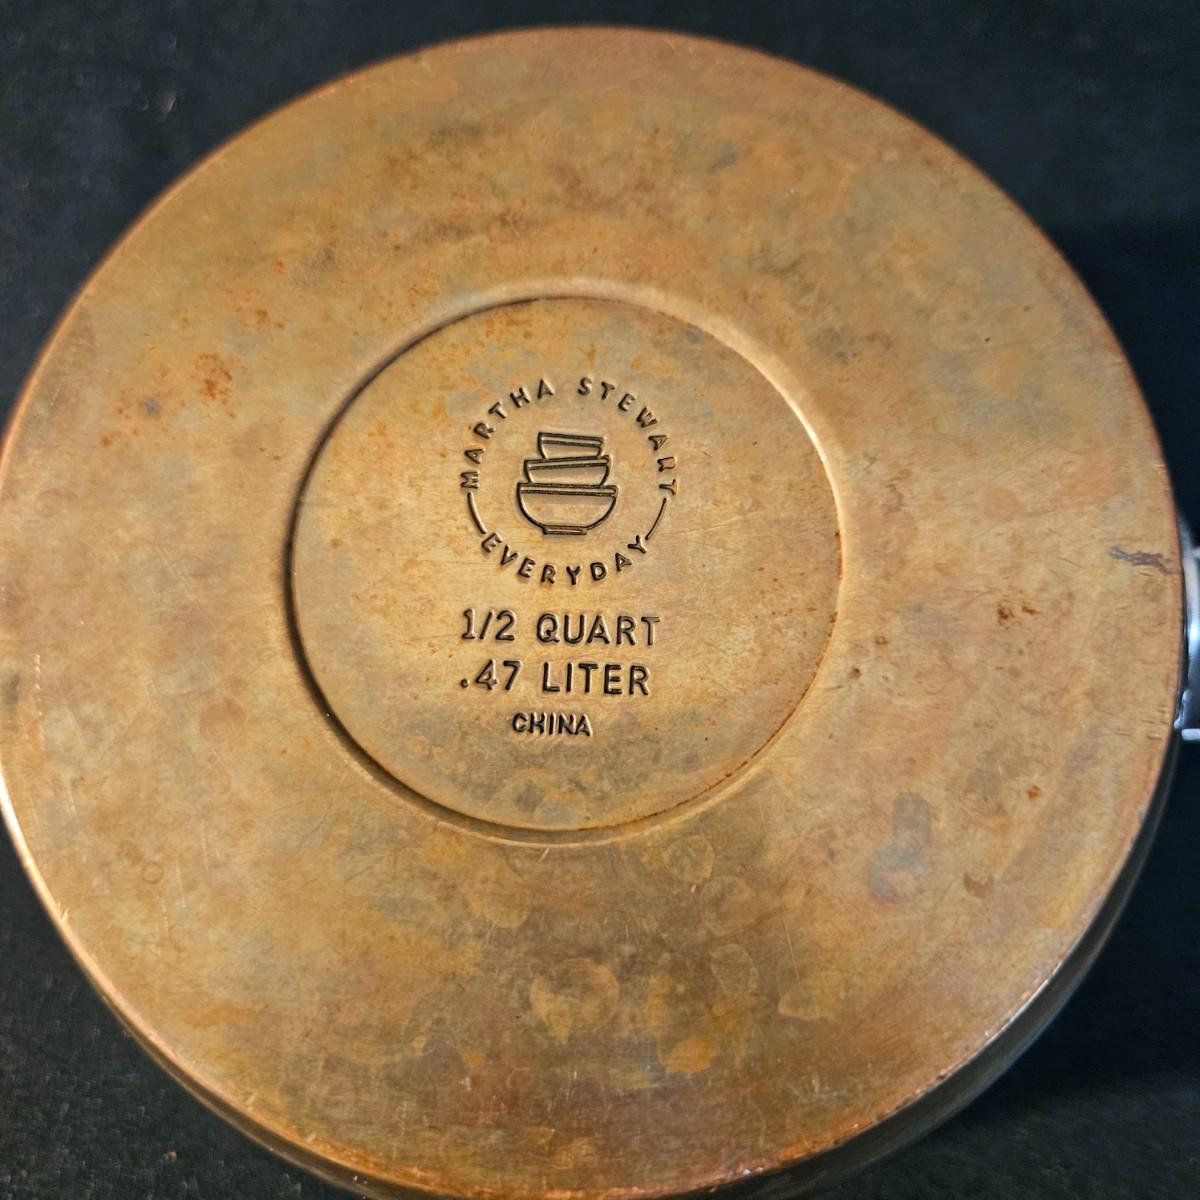 MARTHA STEWART
EVERYDAY
1/2 QUART
.47 LITER
CHINA